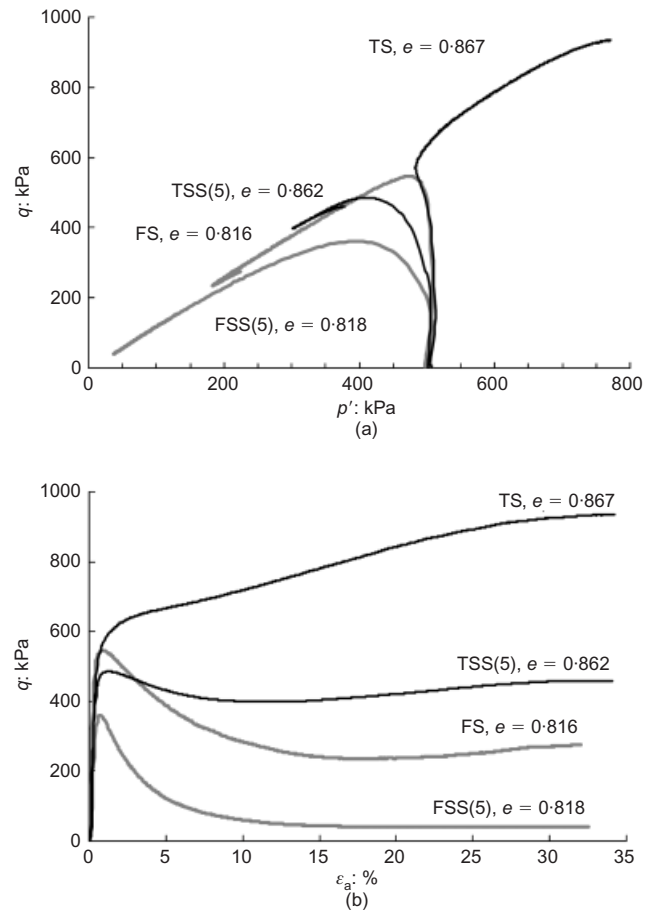 1000
800
600
400
200
0
q: kPa
TS, e = 0·867
TSS(5), e = 0·862
FS, e = 0·816
FSS(5), e = 0·818
0
200
400
600
800
p′: kPa
(a)
1000
800
600
400
200
0
q: kPa
TS, e = 0·867
TSS(5), e = 0·862
FS, e = 0·816
FSS(5), e = 0·818
0
5
10
15
20
25
30
35
εa: %
(b)